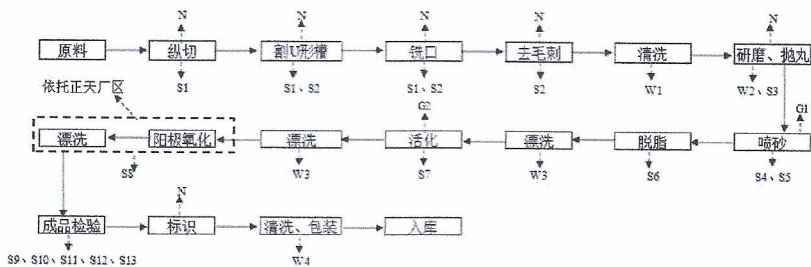 N N N N N
原料 纵切 割U形槽 铣口 去毛刺 清洗 研磨、抛丸
S1 S1、S2 S1、S2 S2 W1 W2、S3
依托正天厂区 G2 G1
漂洗 阳极氧化 漂洗 活化 漂洗 脱脂 喷砂
S8 W3 S7 W3 S6 S4、S5
N
成品检验 标识 清洗、包装 入库
S9、S10、S11、S12、S13 W4